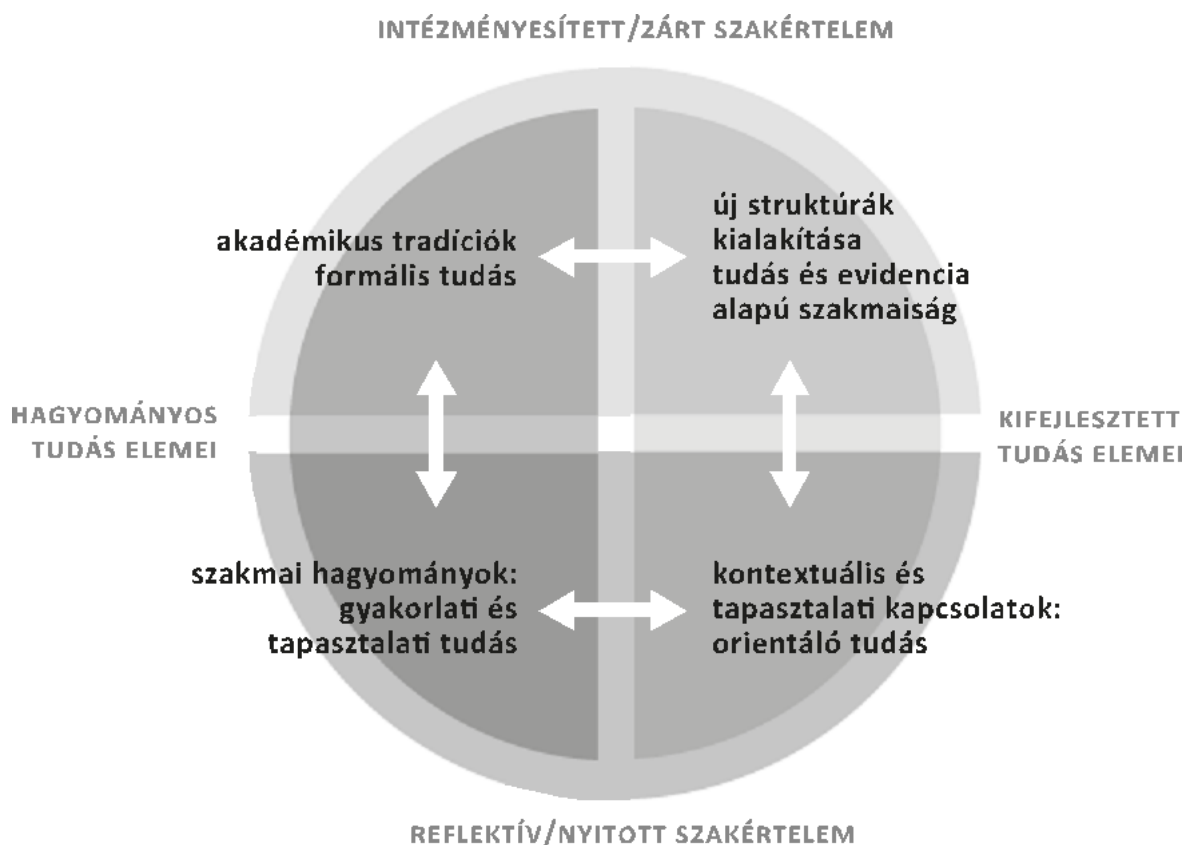 INTÉZMÉNYESÍTETT/ZÁRT SZAKÉRTELEM
akadémikus tradíciók
formális tudás
új struktúrák
kialakítása
tudás és evidencia
alapú szakmaiság
HAGYOMÁNYOS
TUDÁS ELEMEI
KIFEJLESZTETT
TUDÁS ELEMEI
szakmai hagyományok:
gyakorlati és
tapasztalati tudás
kontextuális és
tapasztalati kapcsolatok:
orientáló tudás
REFLEKTÍV/NYITOTT SZAKÉRTELEM